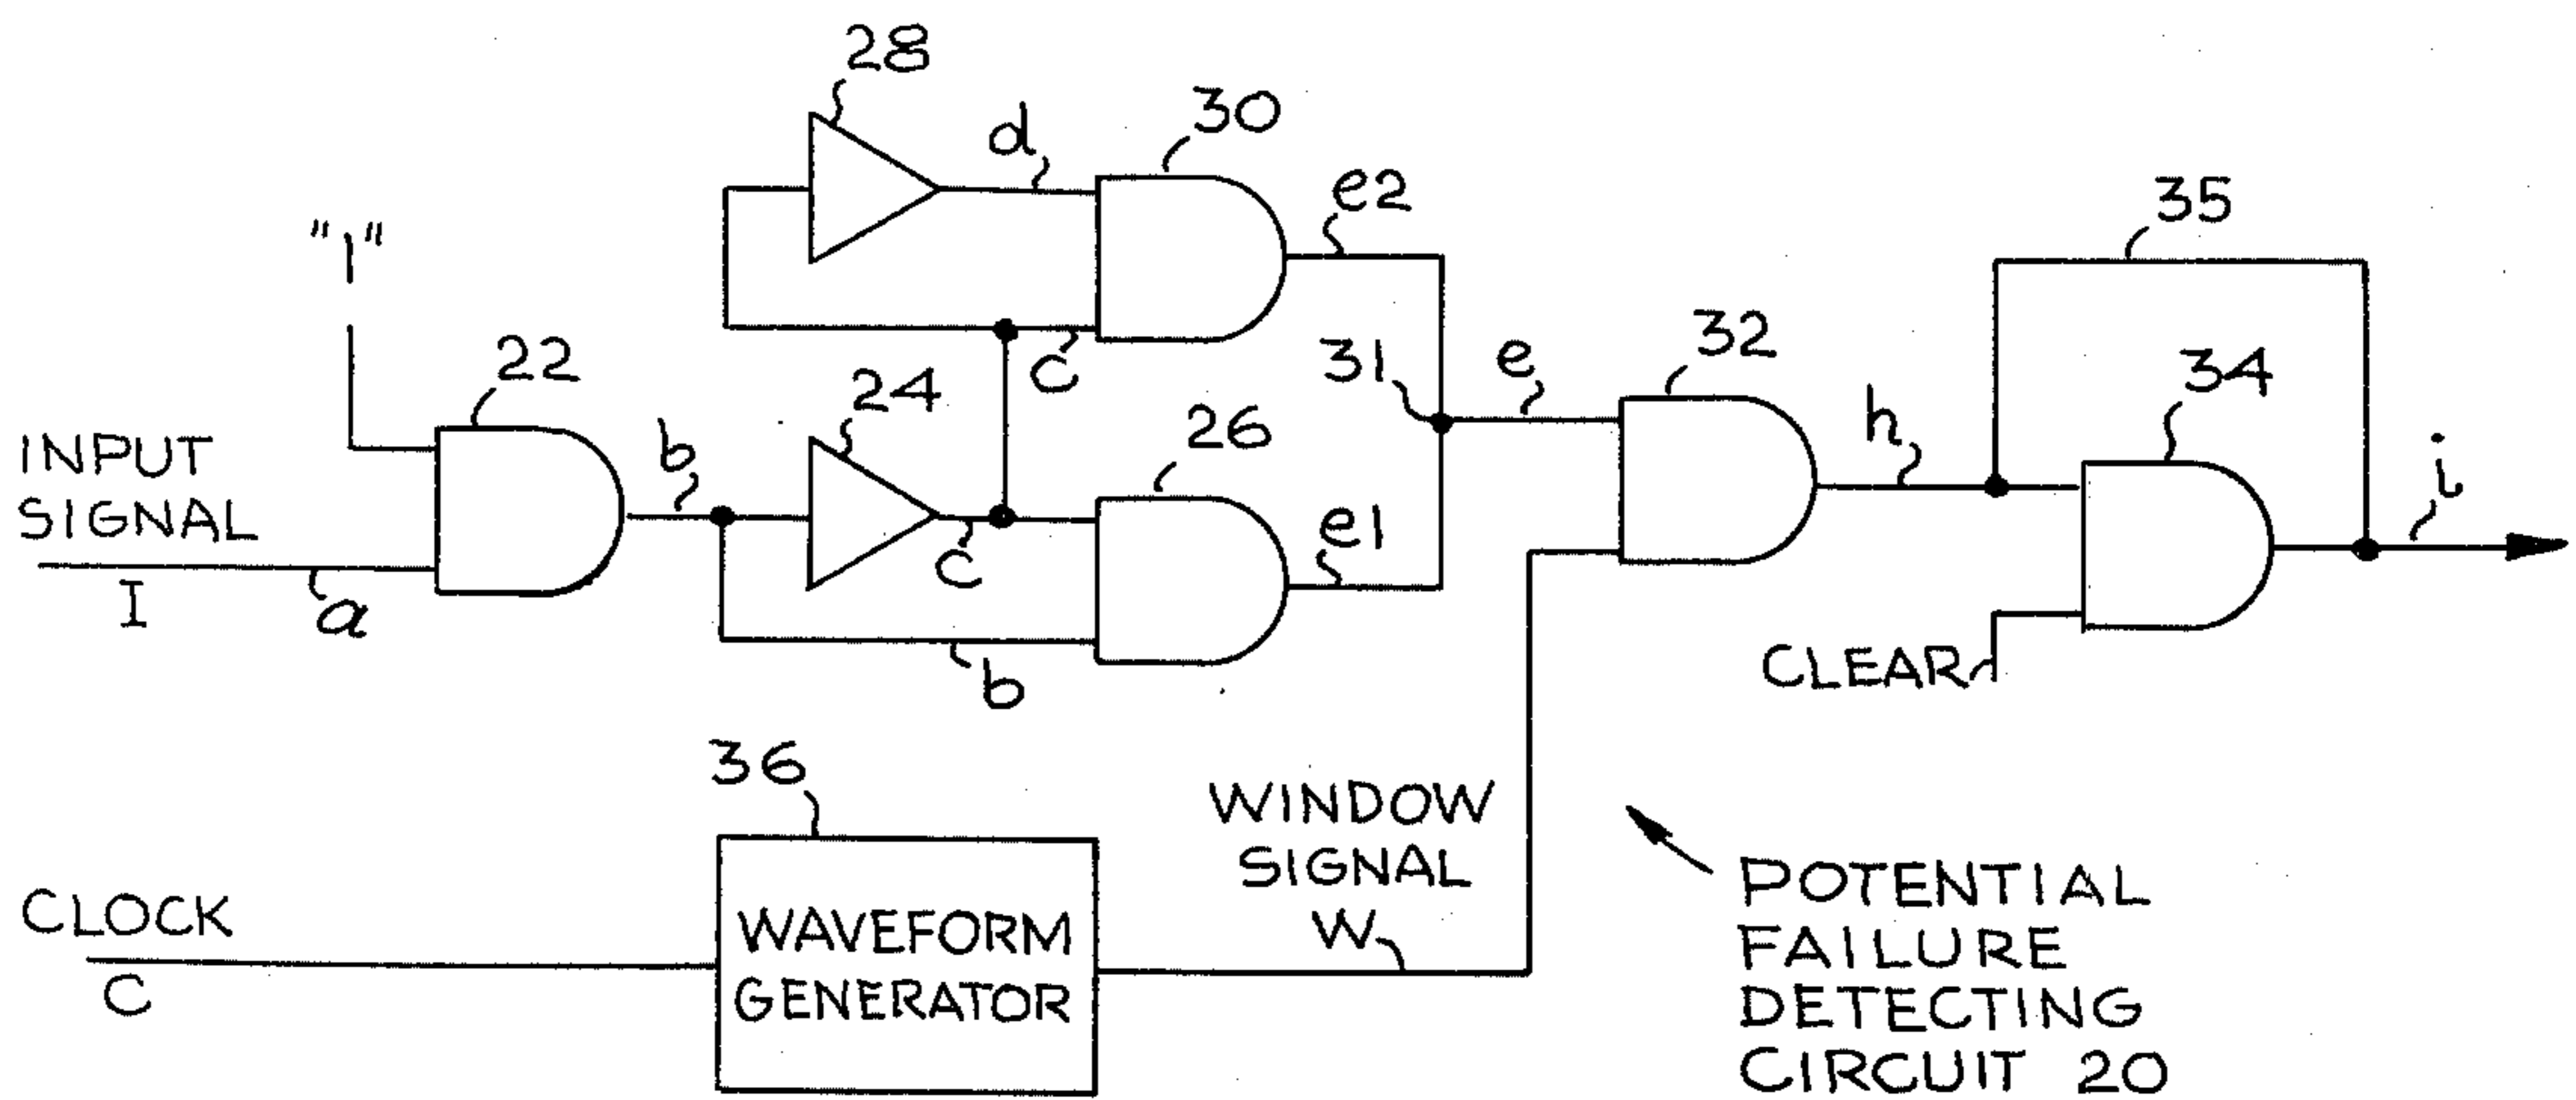 28
d
30
e2
"1"
35
22
c
31
e
32
24
34
INPUT
SIGNAL
b
26
h
i
I
a
c
e1
b
CLEAR
36
WINDOW
SIGNAL
W
CLOCK
C
WAVEFORM
GENERATOR
POTENTIAL
FAILURE
DETECTING
CIRCUIT 20